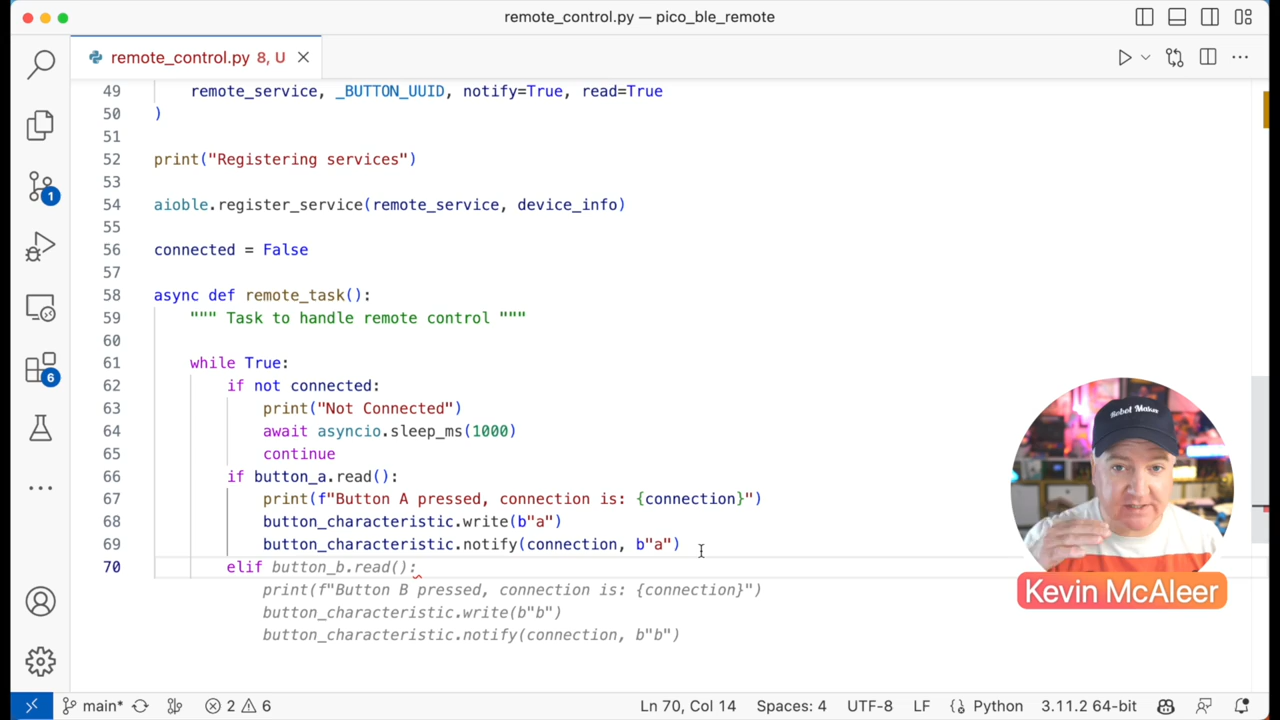 remote_control.py — pico_ble_remote
remote_control.py 8, U
49 remote_service, _BUTTON_UUID, notify=True, read=True
50 )
51
52 print("Registering services")
53
54 aioble.register_service(remote_service, device_info)
55
56 connected = False
57
58 async def remote_task():
59 """ Task to handle remote control """
60
61 while True:
62 if not connected:
63 print("Not Connected")
64 await asyncio.sleep_ms(1000)
65 continue
66 if button_a.read():
67 print(f"Button A pressed, connection is: {connection}")
68 button_characteristic.write(b"a")
69 button_characteristic.notify(connection, b"a")
70 elif button_b.read():
print(f"Button B pressed, connection is: {connection}")
button_characteristic.write(b"b")
button_characteristic.notify(connection, b"b")
1
6
Robot Maker
Kevin McAleer
main* 2 6 Ln 70, Col 14 Spaces: 4 UTF-8 LF Python 3.11.2 64-bit